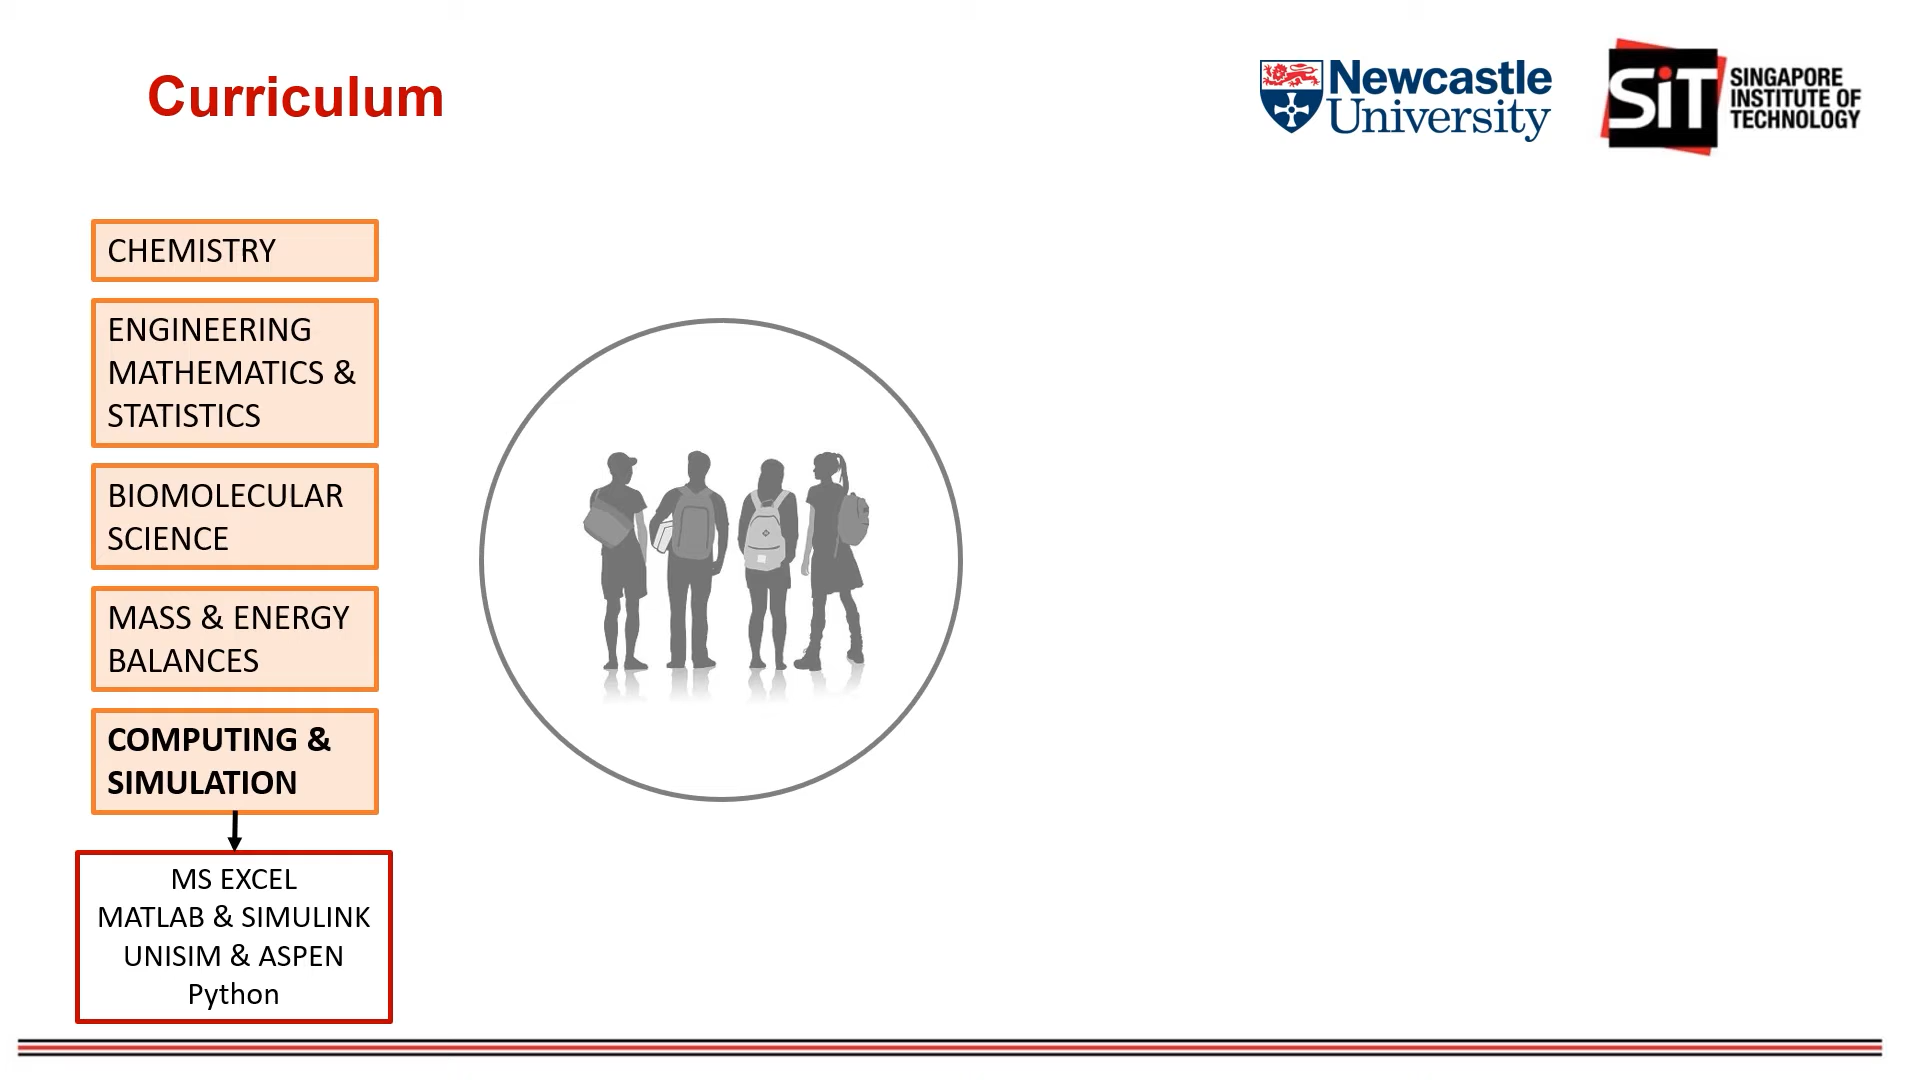 Curriculum
Newcastle
University
SiT
SINGAPORE
INSTITUTE OF
TECHNOLOGY
CHEMISTRY
ENGINEERING
MATHEMATICS &
STATISTICS
BIOMOLECULAR
SCIENCE
MASS & ENERGY
BALANCES
COMPUTING &
SIMULATION
MS EXCEL
MATLAB & SIMULINK
UNISIM & ASPEN
Python